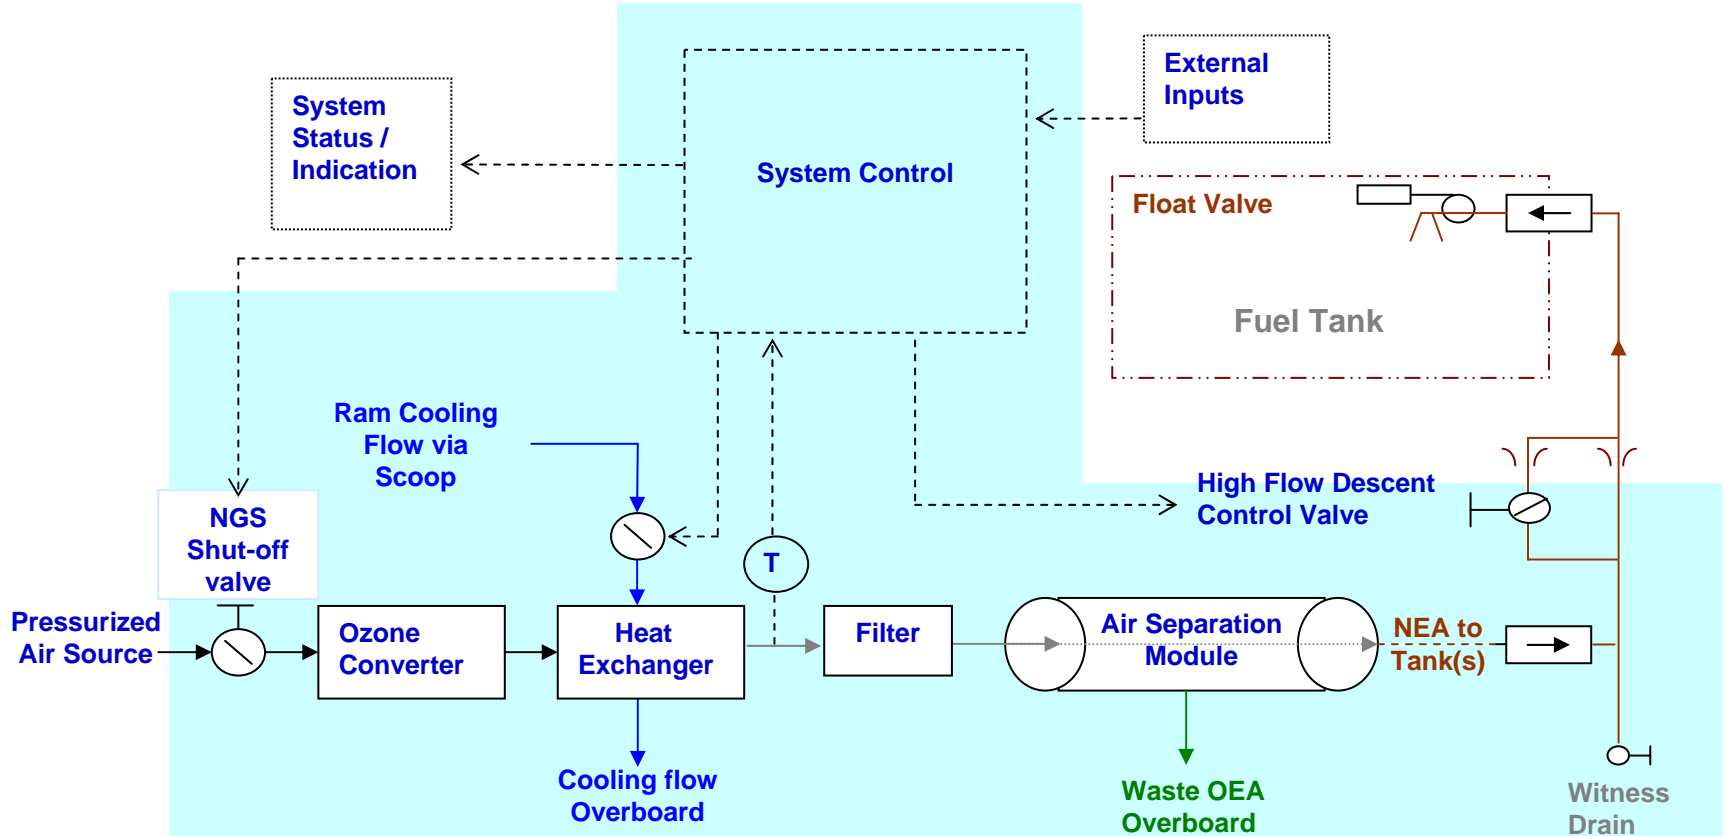 External
Inputs
System
Status /
Indication
System Control
Float Valve
Fuel Tank
Ram Cooling
Flow via
Scoop
High Flow Descent
Control Valve
NGS
Shut-off
valve
T
Pressurized
Air Source
Ozone
Converter
Heat
Exchanger
Filter
Air Separation
Module
NEA to
Tank(s)
Cooling flow
Overboard
Waste OEA
Overboard
Witness
Drain